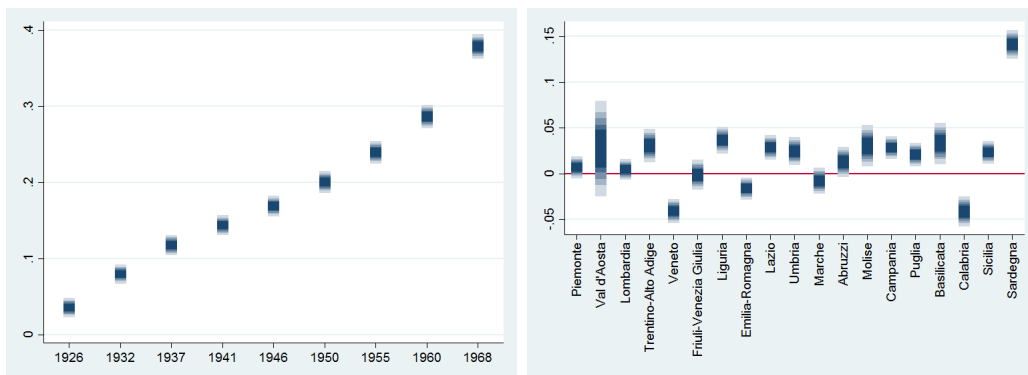 .4
.3
.2
.1
0
1926 1932 1937 1941 1946 1950 1955 1960 1968
.15
.1
.05
0
-.05
Piemonte
Val d'Aosta
Lombardia
Trentino-Alto Adige
Veneto
Friuli-Venezia Giulia
Liguria
Emilia-Romagna
Lazio
Umbria
Marche
Abruzzi
Molise
Campania
Puglia
Basilicata
Calabria
Sicilia
Sardegna